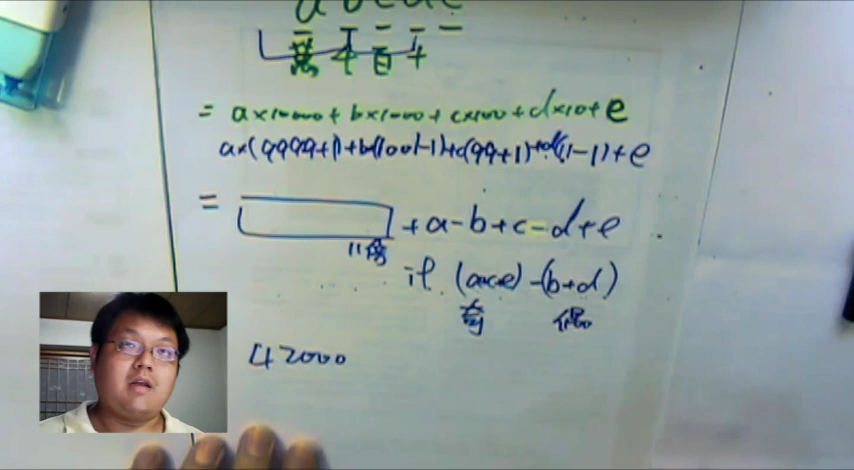 a b c d e
萬 千 百 十
= a×10000 + b×1000 + c×100 + d×10 + e
a×(9999+1)+b(1001-1)+c(99+1)+d(11-1)+e
= +a-b+c-d+e
11倍
if (a+c+e) - (b+d)
奇 偶
42000